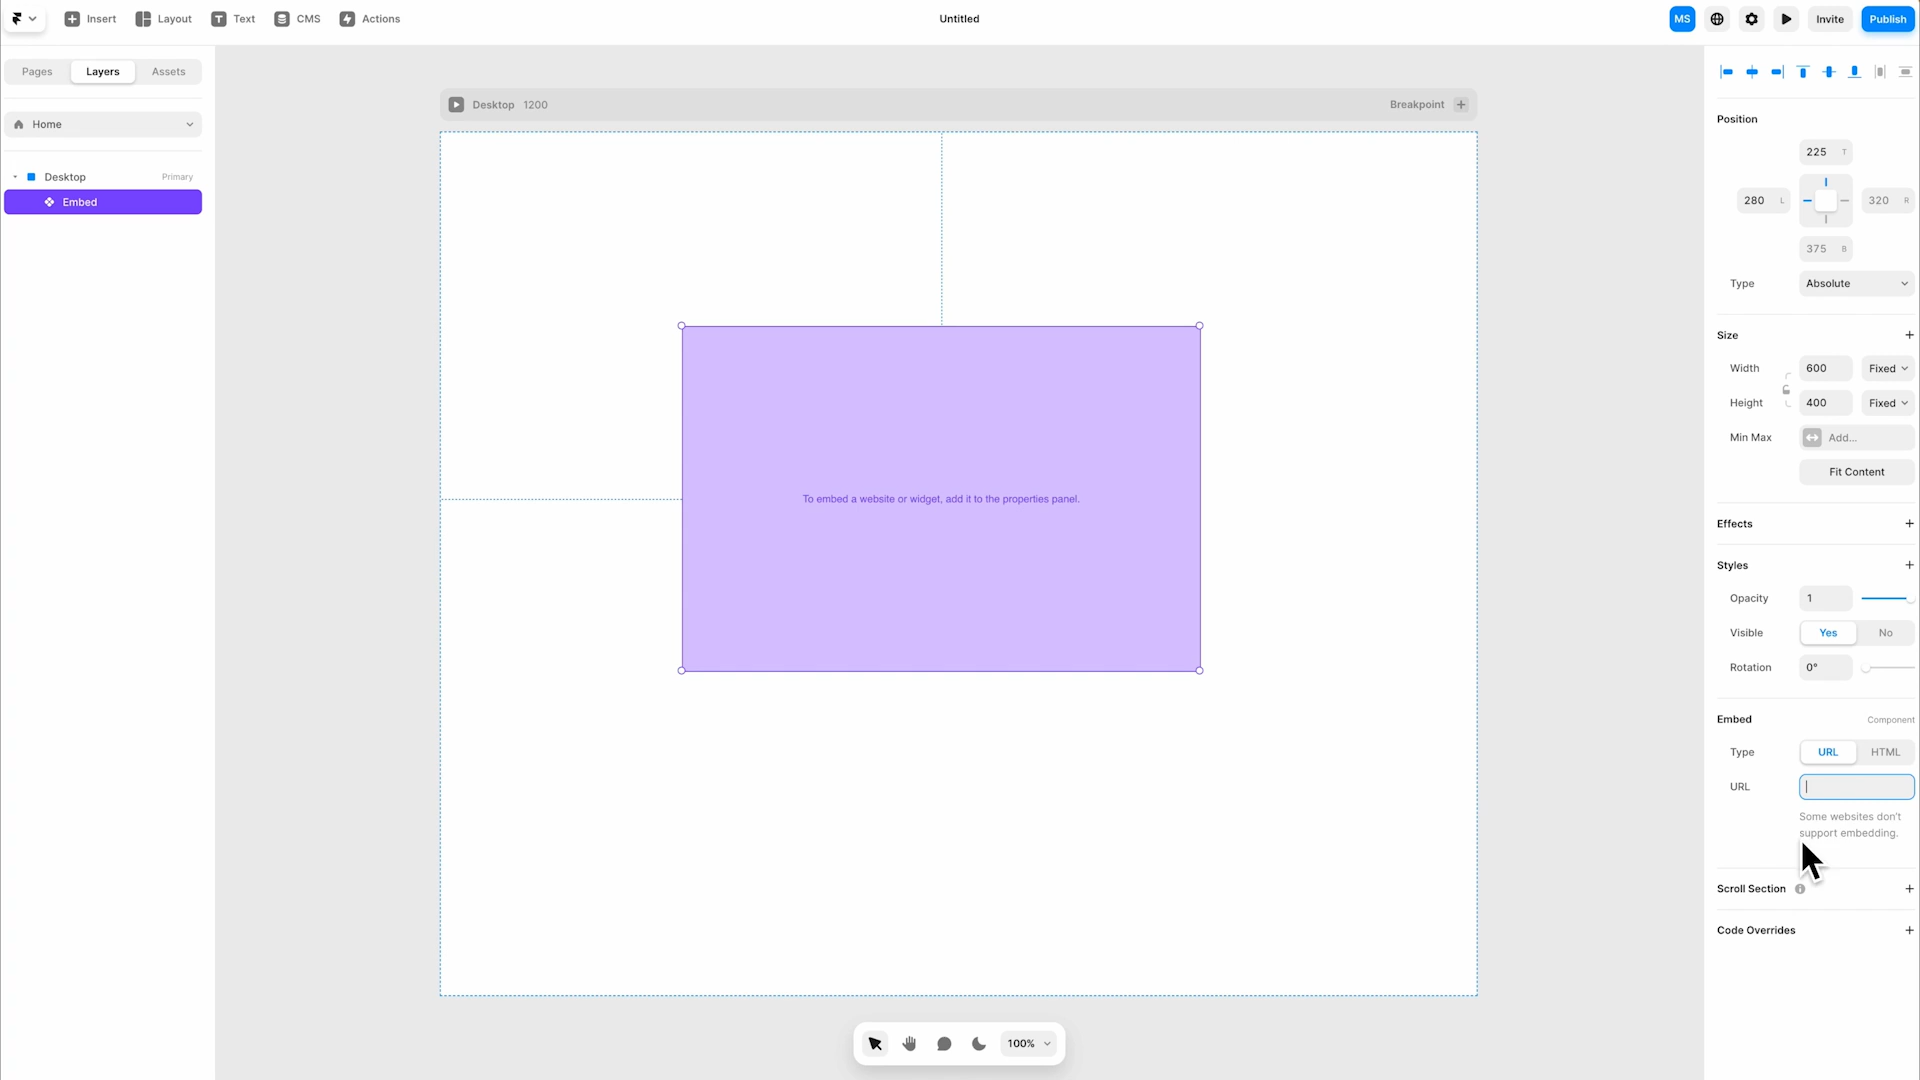 Insert Layout Text CMS Actions
Untitled
MS Invite Publish
Pages Layers Assets
Home
Desktop Primary
Embed
Desktop 1200
Breakpoint
To embed a website or widget, add it to the properties panel.
100%
Position
225 T
280 L
320 R
375 B
Type Absolute
Size
Width 600 Fixed
Height 400 Fixed
Min Max Add...
Fit Content
Effects
Styles
Opacity 1
Visible Yes No
Rotation 0°
Embed Component
Type URL HTML
URL
Some websites don't
support embedding.
Scroll Section
Code Overrides